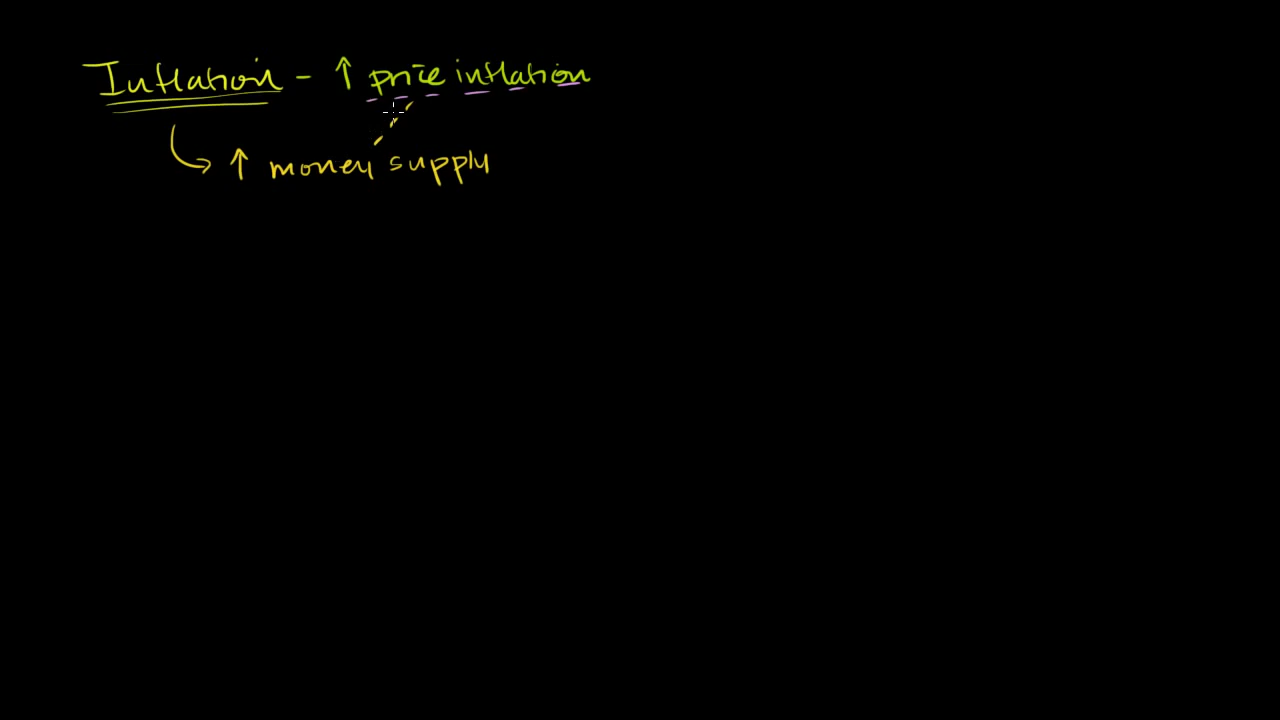 Inflation - ↑ price inflation
↑ money supply